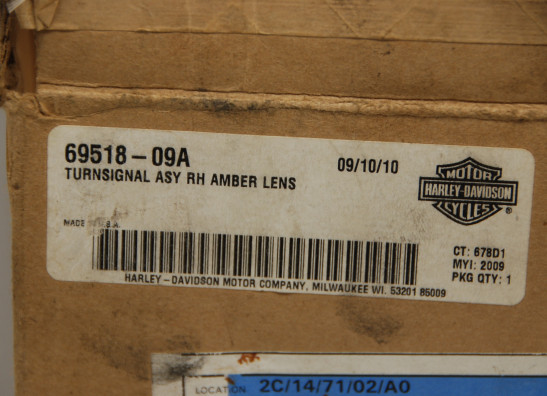 69518-09A
09/10/10
TURNSIGNAL ASY RH AMBER LENS
MOTOR
HARLEY-DAVIDSON
CYCLES
®
MADE U.S.A.
CT: 678D1
MYI: 2009
PKG QTY: 1
HARLEY-DAVIDSON MOTOR COMPANY, MILWAUKEE WI. 53201 85009
LOCATION 2C/14/71/02/A0